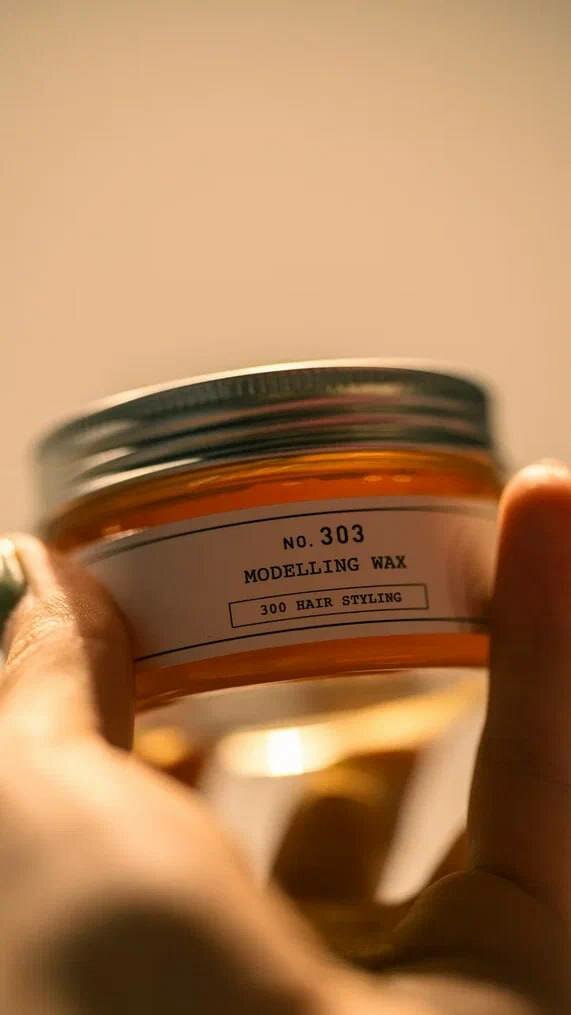 NO. 303
MODELLING WAX
300 HAIR STYLING